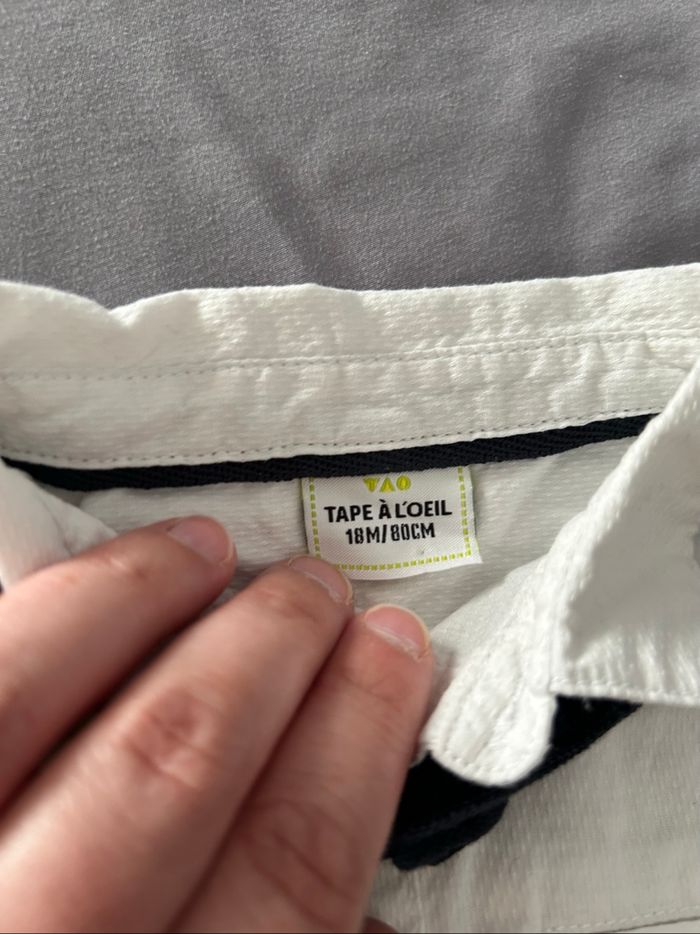 TAO
TAPE À L'OEIL
18M/80CM